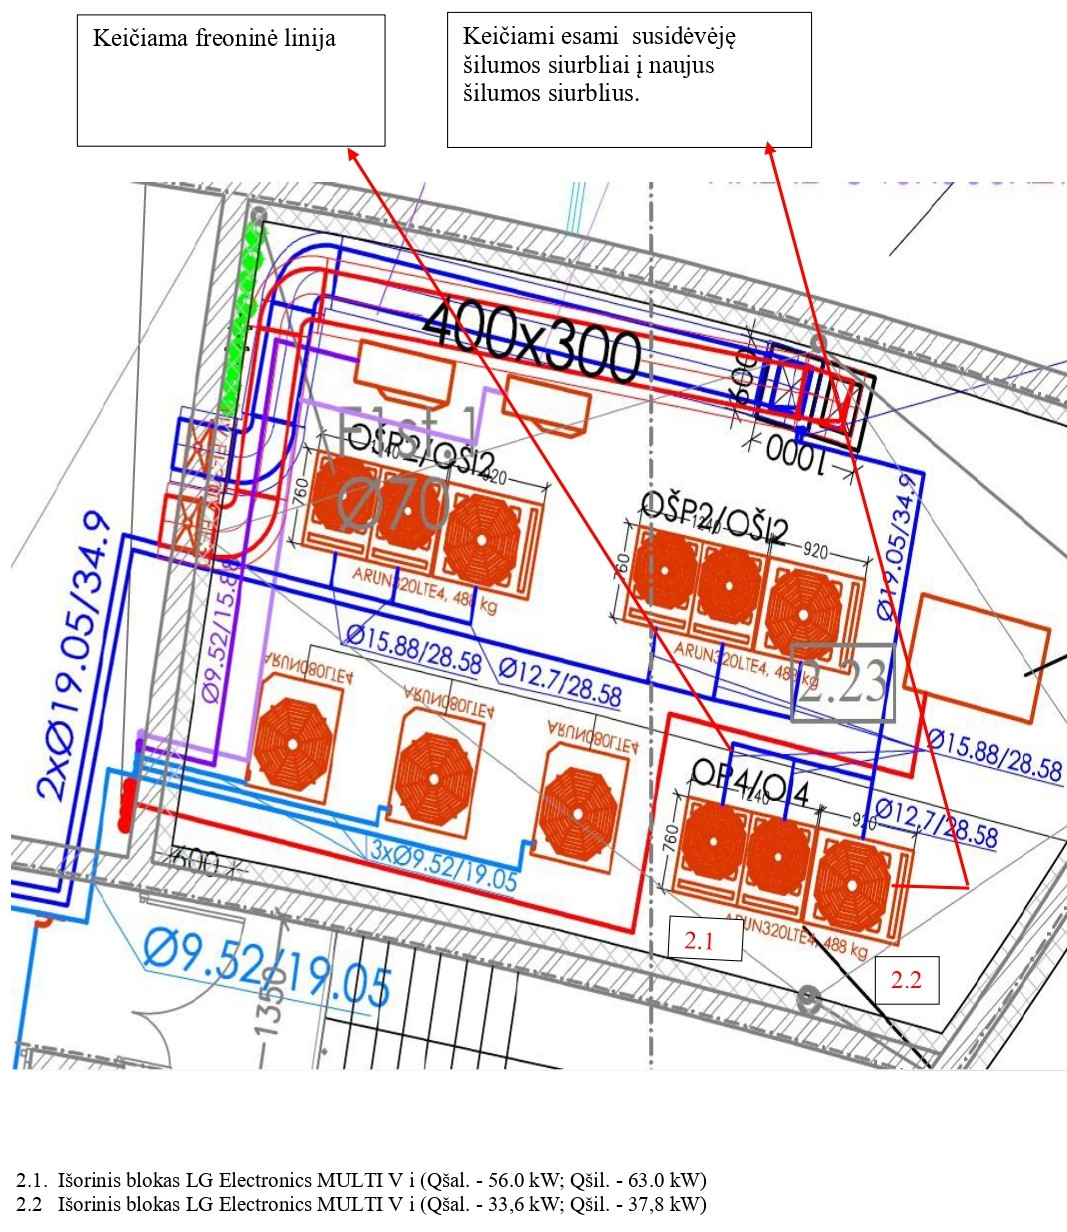 Keičiama freoninė linija
Keičiami esami susidėvėję
šilumos siurbliai į naujus
šilumos siurblius.
400x300
600
1000
OŠP2/OŠI2
1240
920
760
Ø70
ARUN320LTE4, 488 kg
OŠP2/OŠI2
1240
920
760
ARUN320LTE4, 488 kg
Ø19.05/34.9
2.23
2xØ19.05/34.9
Ø9.52/15.88
Ø15.88/28.58
Ø12.7/28.58
ARUN080LTE4
ARUN080LTE4
ARUN080LTE4
Ø15.88/28.58
Ø12.7/28.58
1240
920
760
3xØ9.52/19.05
400
ARUN320LTE4, 488 kg
2.1
2.2
Ø9.52/19.05
1350
2.1. Išorinis blokas LG Electronics MULTI V i (Qšal. - 56.0 kW; Qšil. - 63.0 kW)
2.2 Išorinis blokas LG Electronics MULTI V i (Qšal. - 33,6 kW; Qšil. - 37,8 kW)